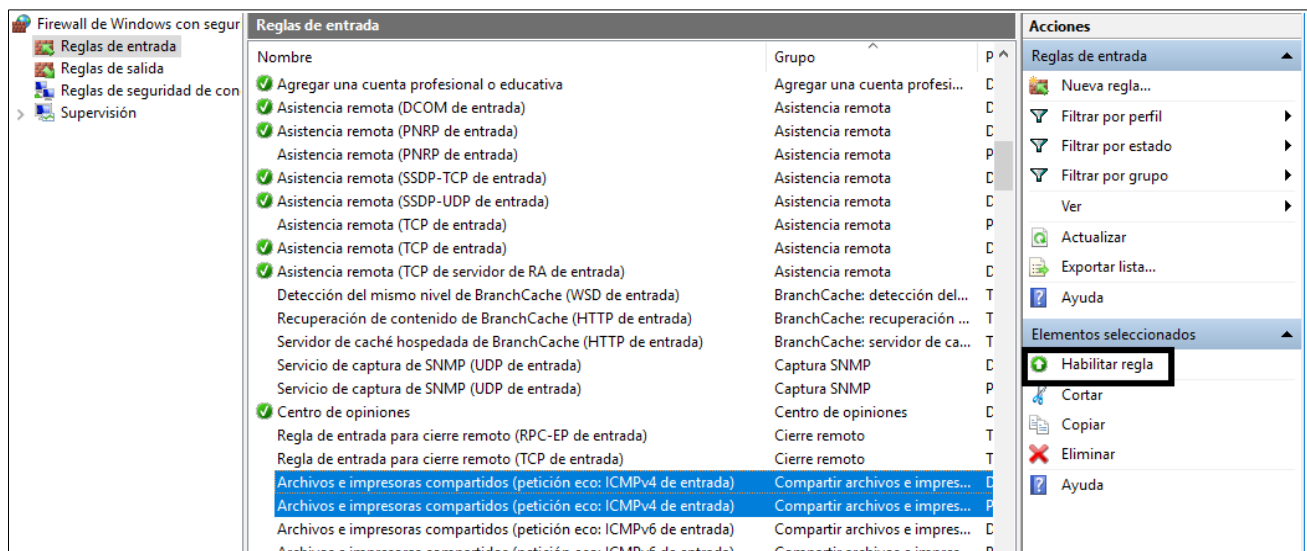 Firewall de Windows con segur
Reglas de entrada
Reglas de salida
Reglas de seguridad de con
Supervisión
Reglas de entrada
Nombre Grupo P
Agregar una cuenta profesional o educativa Agregar una cuenta profesi... D
Asistencia remota (DCOM de entrada) Asistencia remota D
Asistencia remota (PNRP de entrada) Asistencia remota D
Asistencia remota (PNRP de entrada) Asistencia remota P
Asistencia remota (SSDP-TCP de entrada) Asistencia remota D
Asistencia remota (SSDP-UDP de entrada) Asistencia remota D
Asistencia remota (TCP de entrada) Asistencia remota P
Asistencia remota (TCP de entrada) Asistencia remota D
Asistencia remota (TCP de servidor de RA de entrada) Asistencia remota D
Detección del mismo nivel de BranchCache (WSD de entrada) BranchCache: detección del... T
Recuperación de contenido de BranchCache (HTTP de entrada) BranchCache: recuperación ... T
Servidor de caché hospedada de BranchCache (HTTP de entrada) BranchCache: servidor de ca... T
Servicio de captura de SNMP (UDP de entrada) Captura SNMP D
Servicio de captura de SNMP (UDP de entrada) Captura SNMP P
Centro de opiniones Centro de opiniones D
Regla de entrada para cierre remoto (RPC-EP de entrada) Cierre remoto T
Regla de entrada para cierre remoto (TCP de entrada) Cierre remoto T
Archivos e impresoras compartidos (petición eco: ICMPv4 de entrada) Compartir archivos e impres... D
Archivos e impresoras compartidos (petición eco: ICMPv4 de entrada) Compartir archivos e impres... P
Archivos e impresoras compartidos (petición eco: ICMPv6 de entrada) Compartir archivos e impres... D
Acciones
Reglas de entrada
Nueva regla...
Filtrar por perfil
Filtrar por estado
Filtrar por grupo
Ver
Actualizar
Exportar lista...
Ayuda
Elementos seleccionados
Habilitar regla
Cortar
Copiar
Eliminar
Ayuda